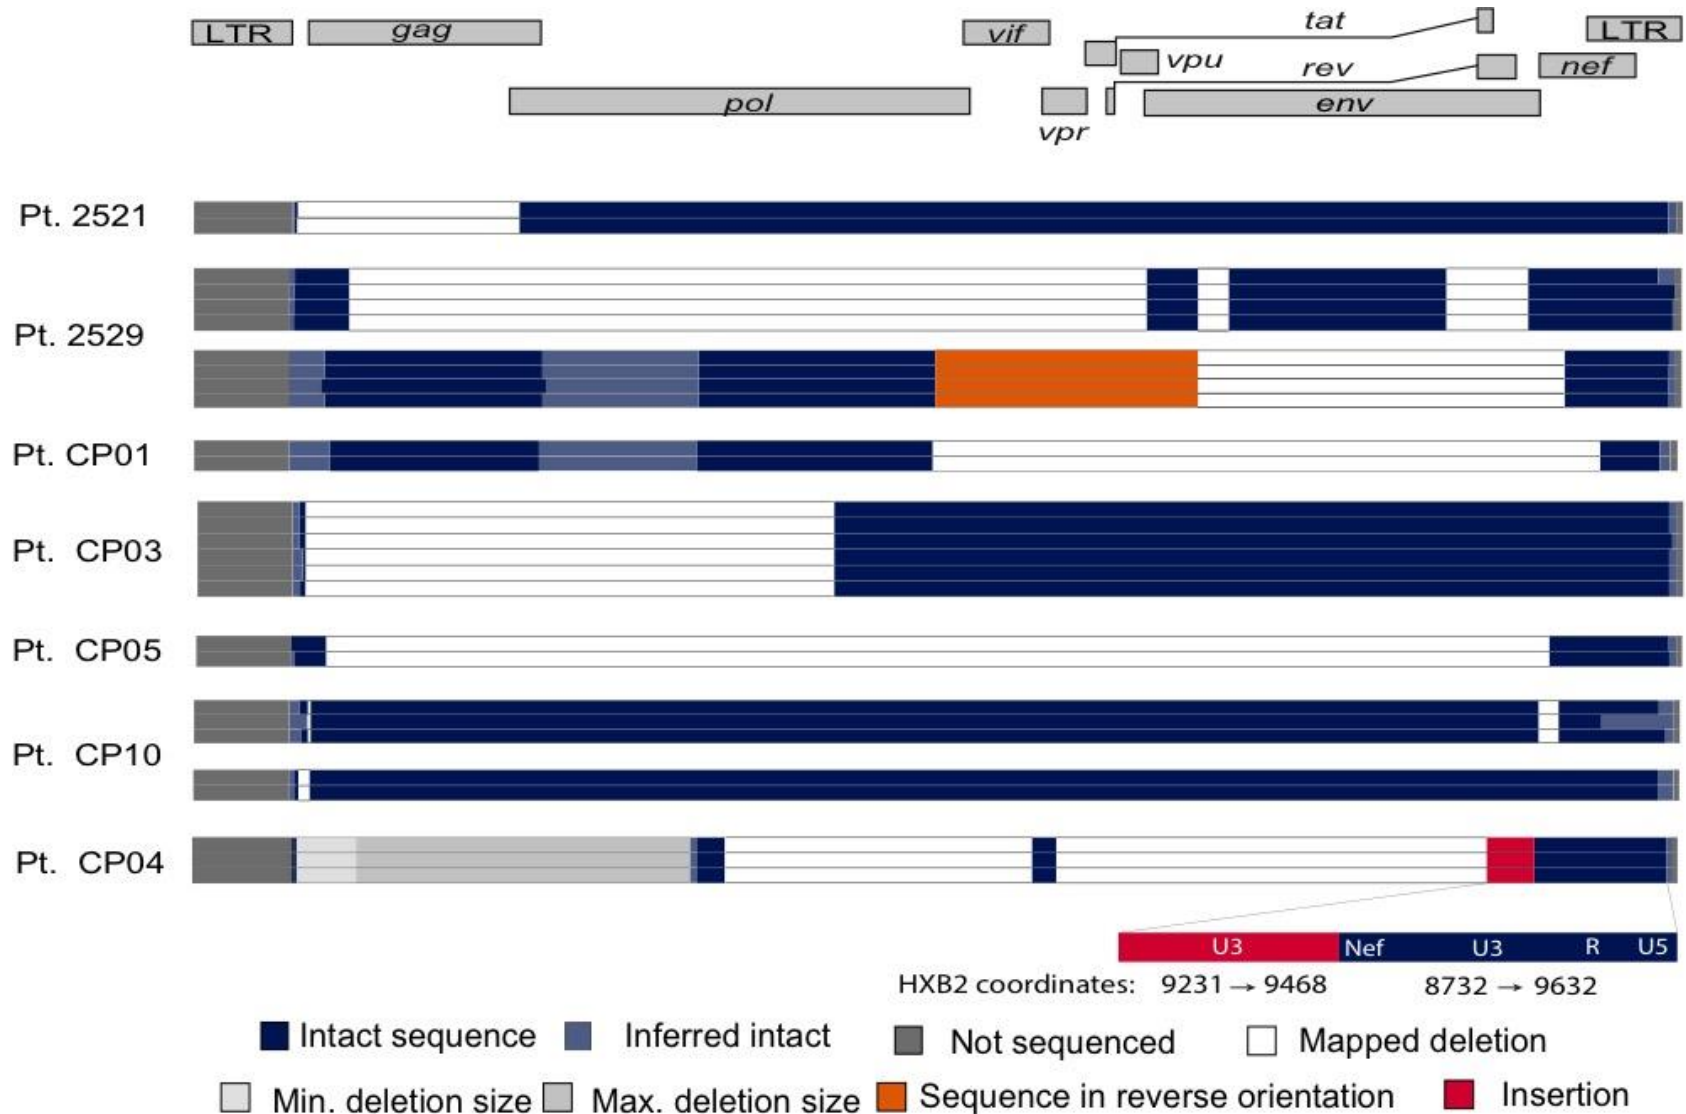 LTR gag vif tat LTR
vpu rev nef
pol env
vpr
Pt. 2521
Pt. 2529
Pt. CP01
Pt. CP03
Pt. CP05
Pt. CP10
Pt. CP04
U3 Nef U3 R U5
HXB2 coordinates: 9231 → 9468 8732 → 9632
Intact sequence Inferred intact Not sequenced Mapped deletion
Min. deletion size Max. deletion size Sequence in reverse orientation Insertion